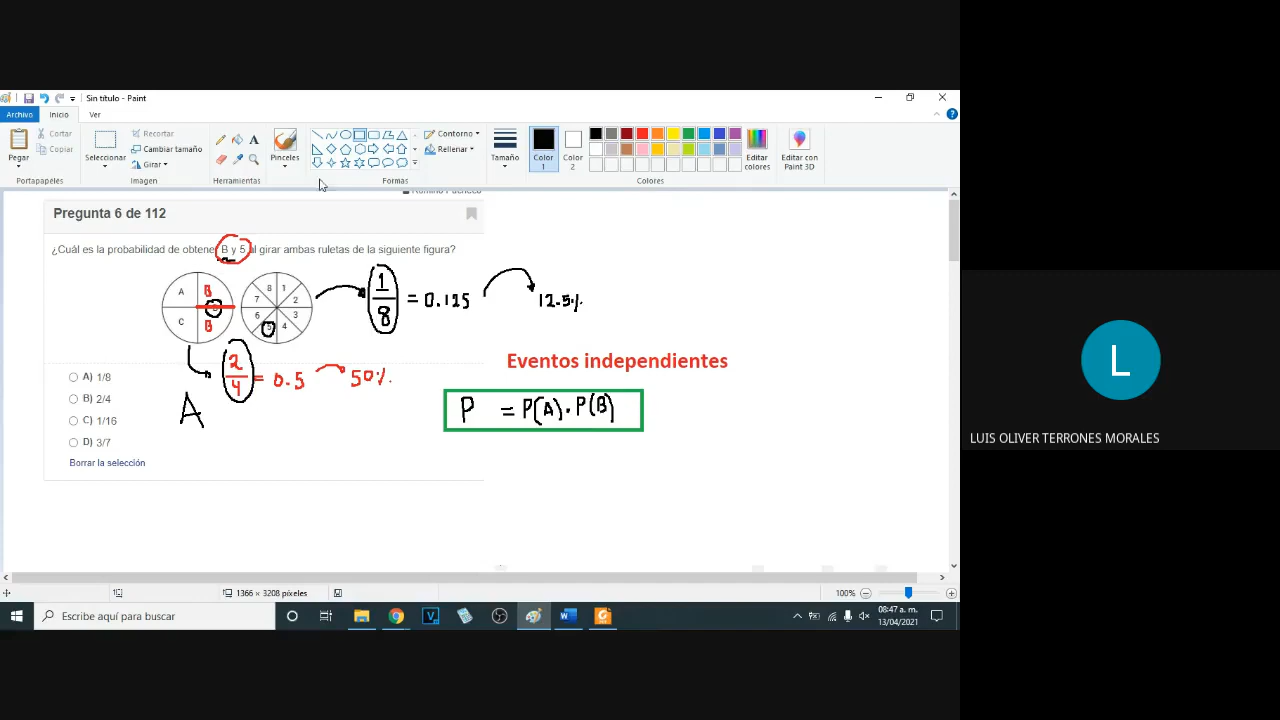 Sin título - Paint
Archivo Inicio Ver
Pegar
Cortar
Copiar
Portapapeles
Seleccionar
Recortar
Cambiar tamaño
Girar
Imagen
A
Herramientas
Pinceles
Contorno
Rellenar
Formas
Tamaño
Color 1
Color 2
Editar colores
Editar con Paint 3D
Colores
Pregunta 6 de 112
¿Cuál es la probabilidad de obtener B y 5 al girar ambas ruletas de la siguiente figura?
A B
C B
8 1
7 2
6 3
5 4
1/8 = 0.125 12.5%
2/4 = 0.5 50%
A
Eventos independientes
P = P(A) · P(B)
A) 1/8
B) 2/4
C) 1/16
D) 3/7
Borrar la selección
1366 × 3208 píxeles
100%
Escribe aquí para buscar
08:47 a. m.
13/04/2021
L
LUIS OLIVER TERRONES MORALES